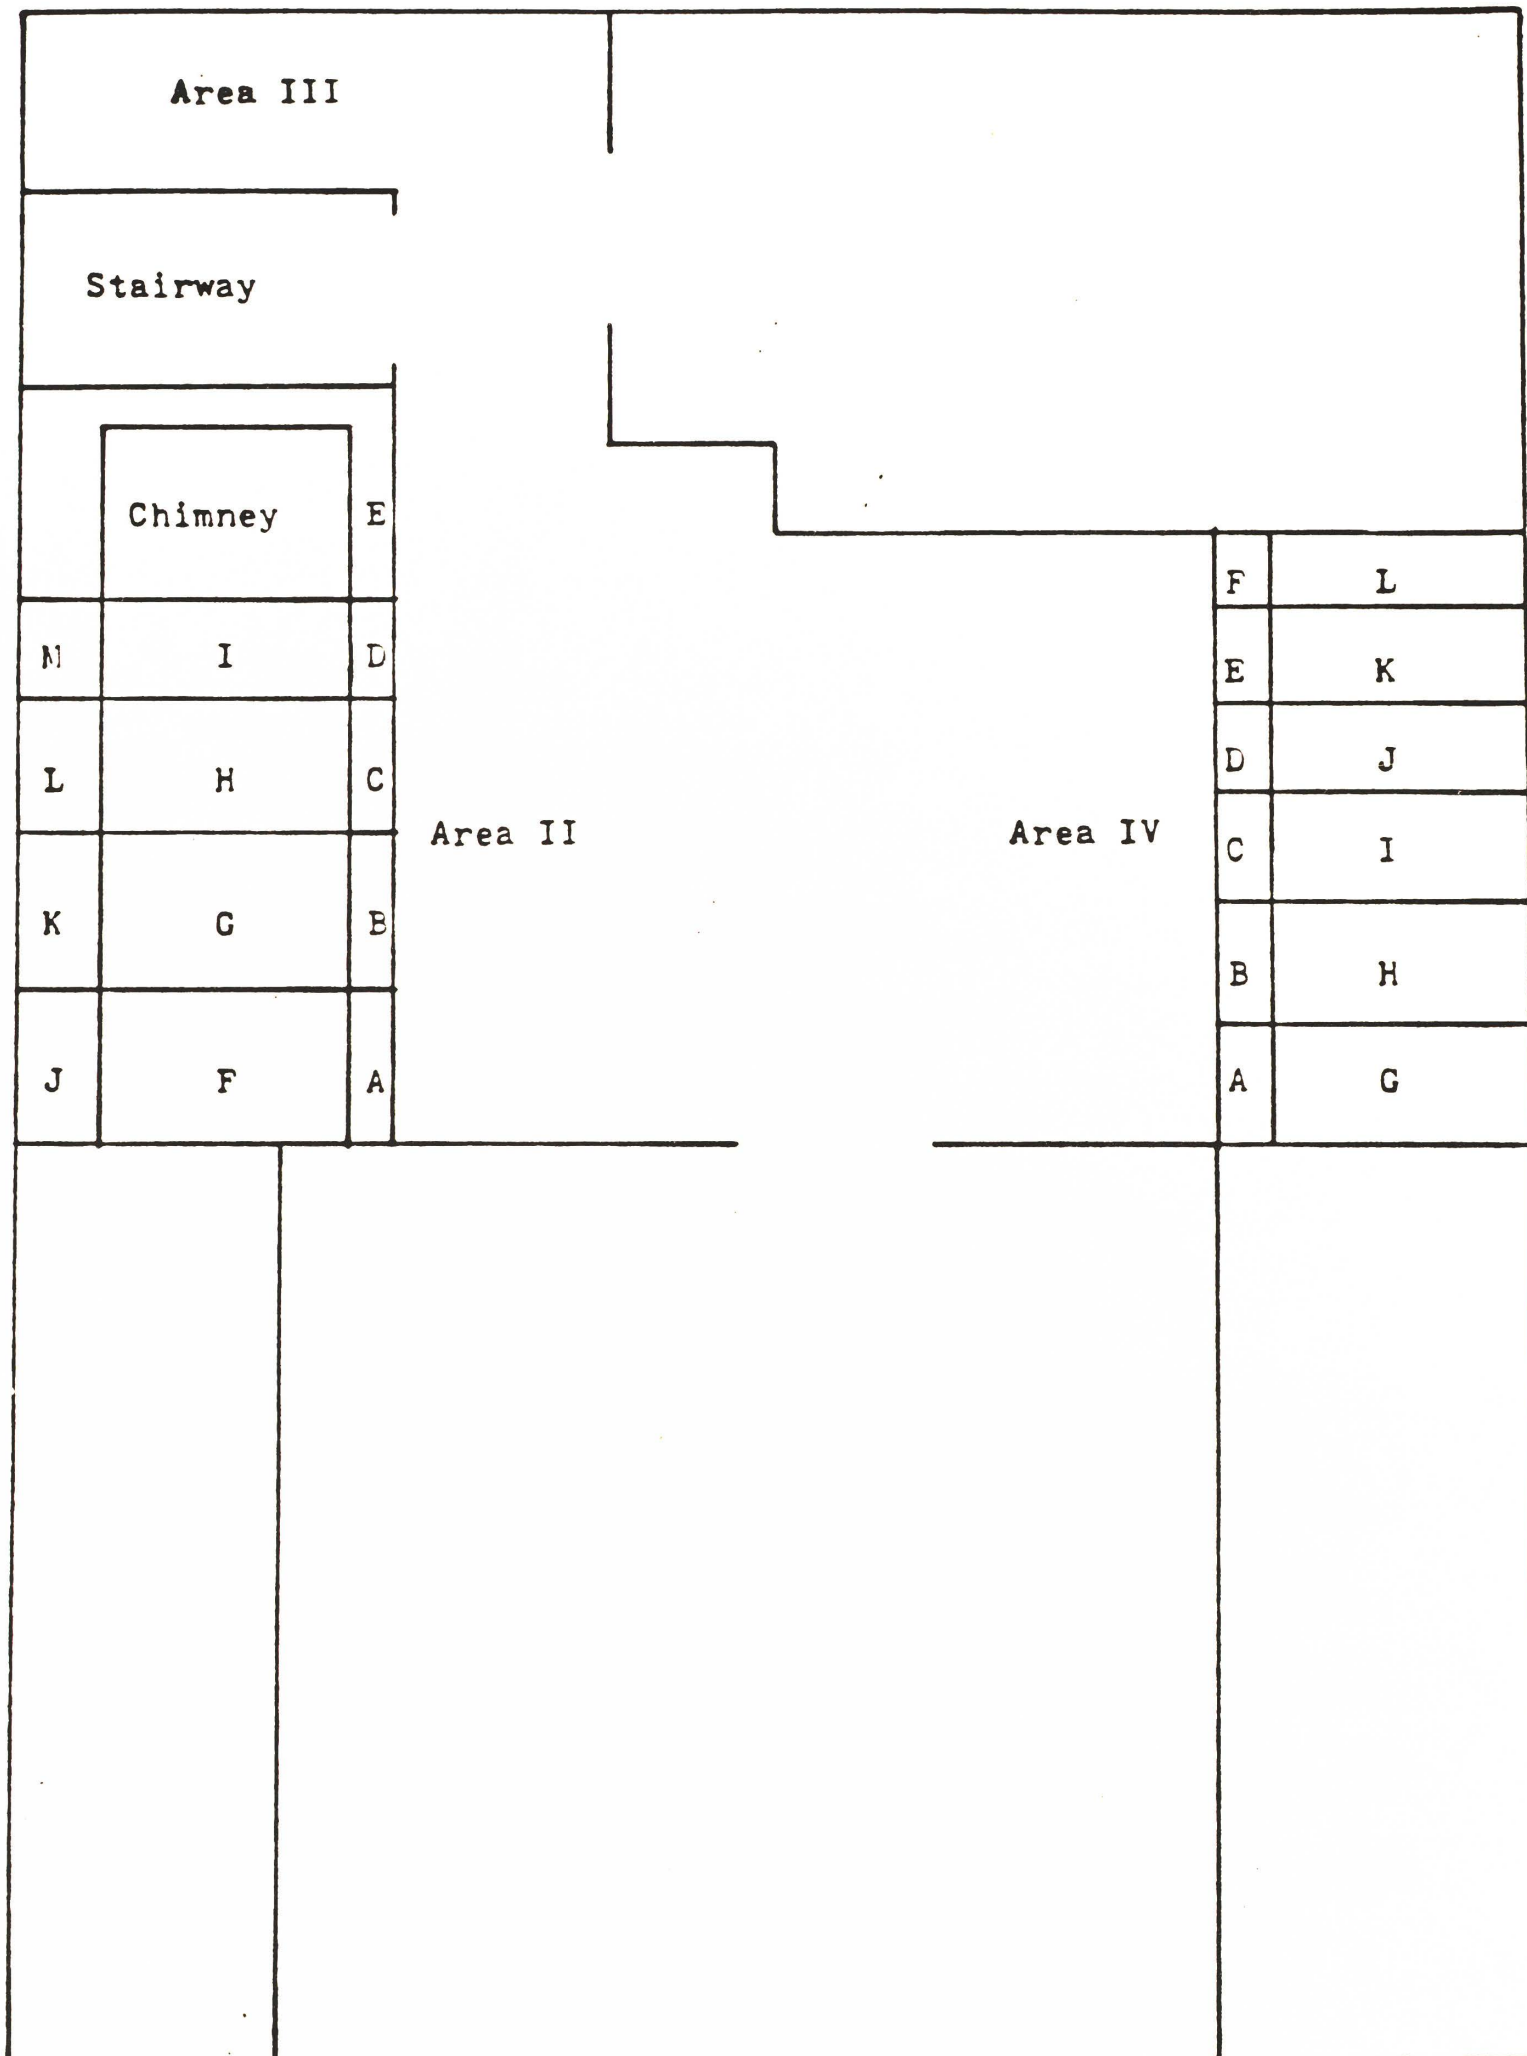 Area III
Stairway
Chimney E
F L
M I D
E K
D J
L H C
Area II
Area IV
C I
K G B
B H
J F A
A G